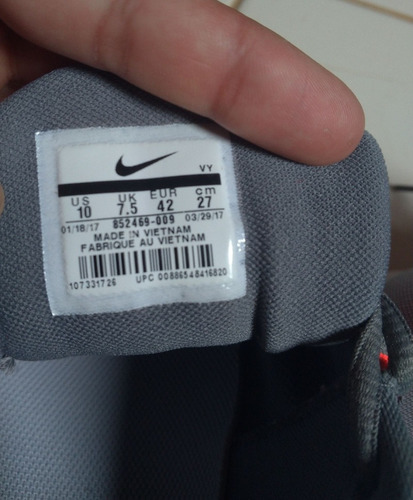 VY
US UK EUR cm
10 7.5 42 27
01/18/17 852469-009 03/29/17
MADE IN VIETNAM
FABRIQUE AU VIETNAM
107331726 UPC 00886548416820